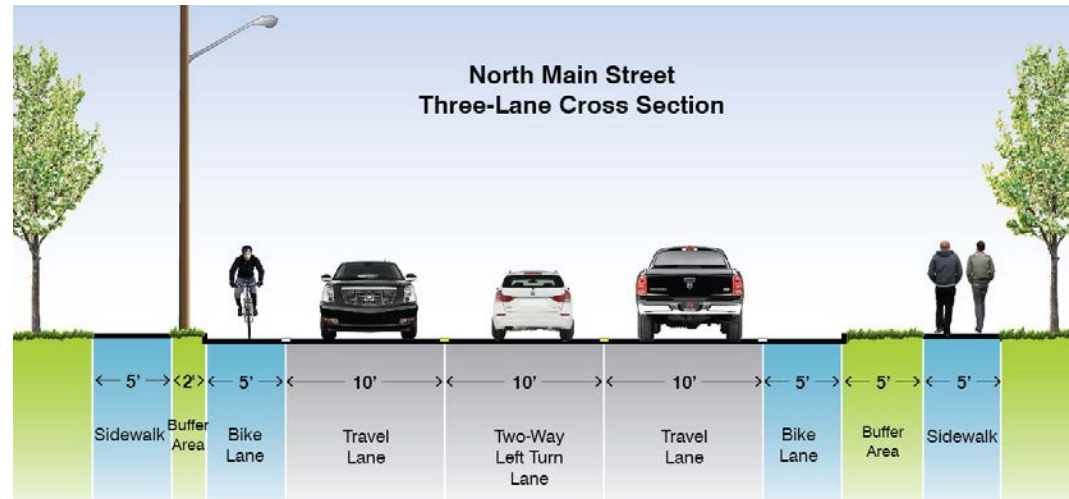 North Main Street
Three-Lane Cross Section
5' 2' 5' 10' 10' 10' 5' 5' 5'
Sidewalk
Buffer
Area
Bike
Lane
Travel
Lane
Two-Way
Left Turn
Lane
Travel
Lane
Bike
Lane
Buffer
Area
Sidewalk